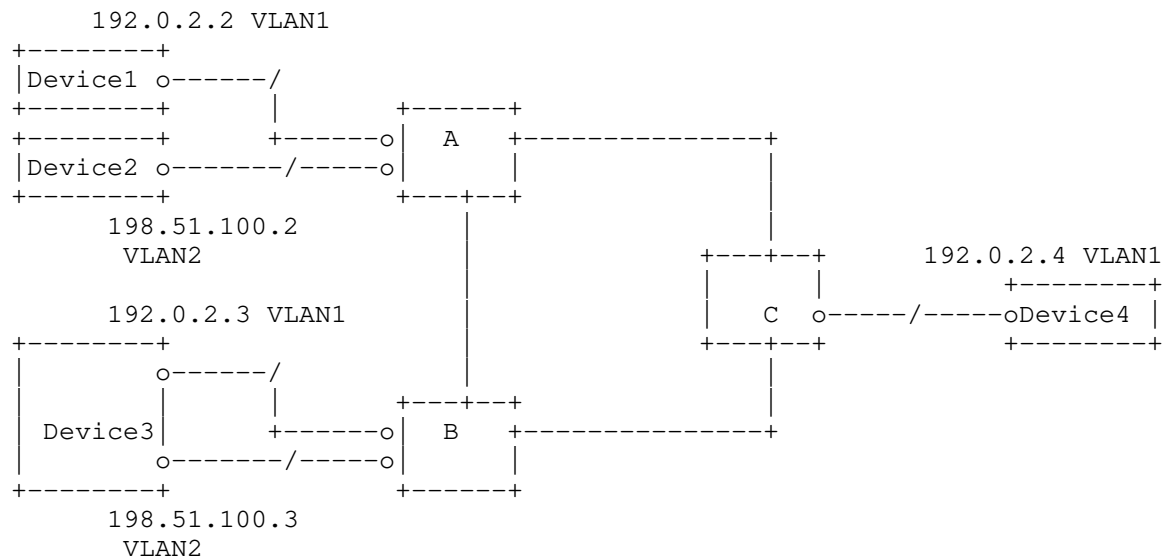 192.0.2.2 VLAN1
Device1
A
Device2
198.51.100.2
VLAN2
192.0.2.4 VLAN1
192.0.2.3 VLAN1
C
Device4
Device3
B
198.51.100.3
VLAN2